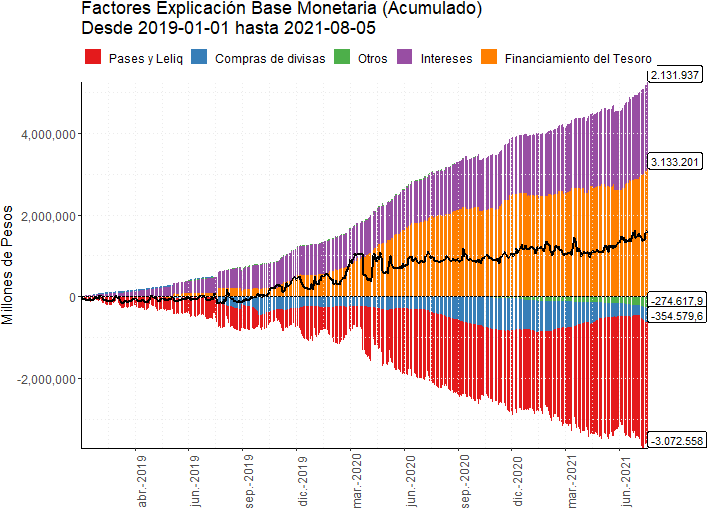 Factores Explicación Base Monetaria (Acumulado)
Desde 2019-01-01 hasta 2021-08-05
Pases y Leliq Compras de divisas Otros Intereses Financiamiento del Tesoro
2.131.937
4,000,000
3.133.201
2,000,000
Millones de Pesos
0
-274.617,9
-354.579,6
-2,000,000
-3.072.558
abr.-2019 jun.-2019 sep.-2019 dic.-2019 mar.-2020 jun.-2020 sep.-2020 dic.-2020 mar.-2021 jun.-2021